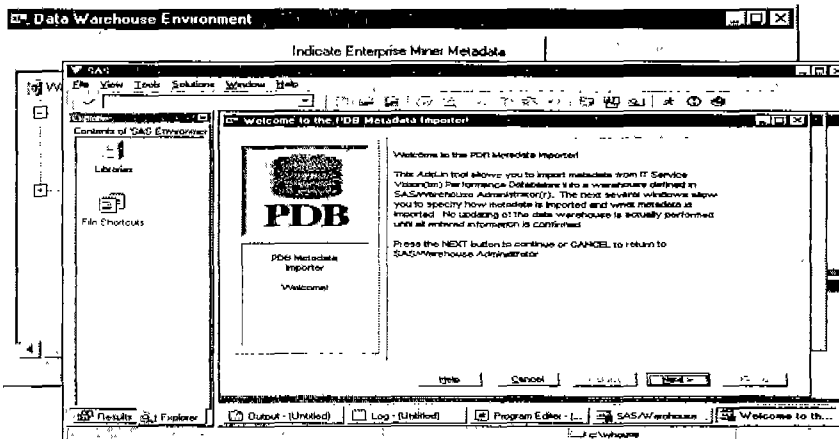 Data Warehouse Environment
Indicate Enterprise Miner Metadata
SAS
File View Tools Solutions Window Help
Contents of 'SAS Environment'
Libraries
File Shortcuts
Welcome to the PDB Metadata Importer!
PDB
PDB Metadata
Importer
Welcome!
Welcome to the PDB Metadata Importer!
This Addin tool allows you to import metadata from IT Service
Vision(tm) Performance Databases into a warehouse defined in
SAS/Warehouse Administrator(r). The next several windows allow
you to specify how metadata is imported and what metadata is
imported. No updating of the data warehouse is actually performed
until all entered information is confirmed.
Press the NEXT button to continue or CANCEL to return to
SAS/Warehouse Administrator
Help Cancel Next >
Results Explorer Output - (Untitled) Log - (Untitled) Program Editor - (... SAS/Warehouse ... Welcome to th...